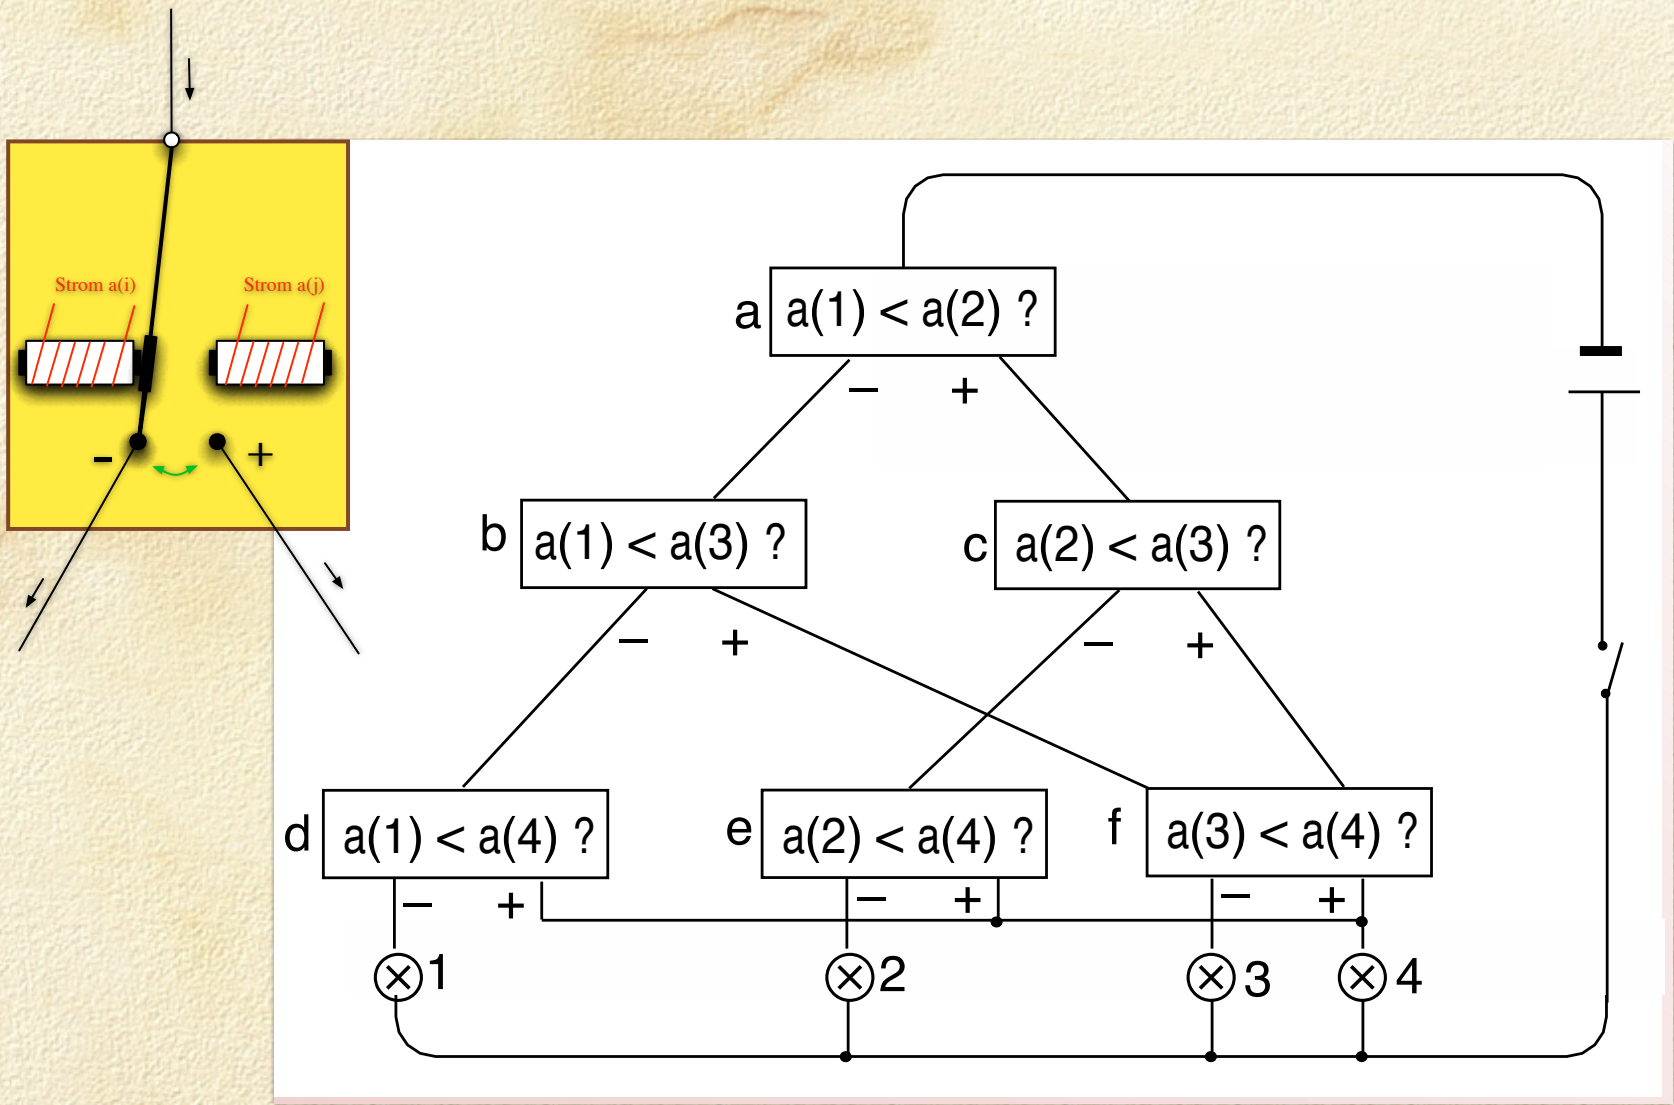 Strom a(i) Strom a(j)
- +
a a(1) < a(2) ?
– +
b a(1) < a(3) ? c a(2) < a(3) ?
– + – +
d a(1) < a(4) ? e a(2) < a(4) ? f a(3) < a(4) ?
– + – + – +
1 2 3 4